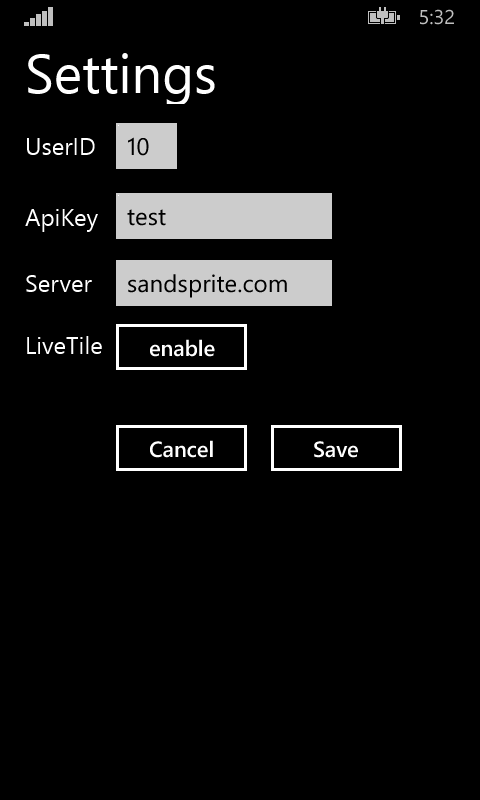 5:32
Settings
UserID 10
ApiKey test
Server sandsprite.com
LiveTile enable
Cancel Save